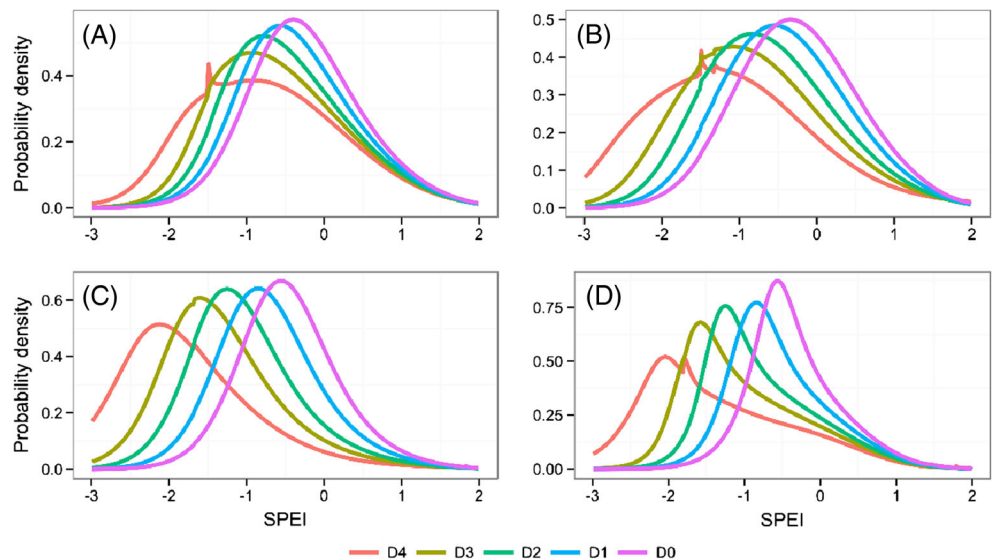 (A)
Probability density
0.4
0.2
0.0
-3 -2 -1 0 1 2
(B)
0.5
0.4
0.3
0.2
0.1
0.0
-3 -2 -1 0 1 2
(C)
Probability density
0.6
0.4
0.2
0.0
-3 -2 -1 0 1 2
SPEI
(D)
0.75
0.50
0.25
0.00
-3 -2 -1 0 1 2
SPEI
D4 D3 D2 D1 D0